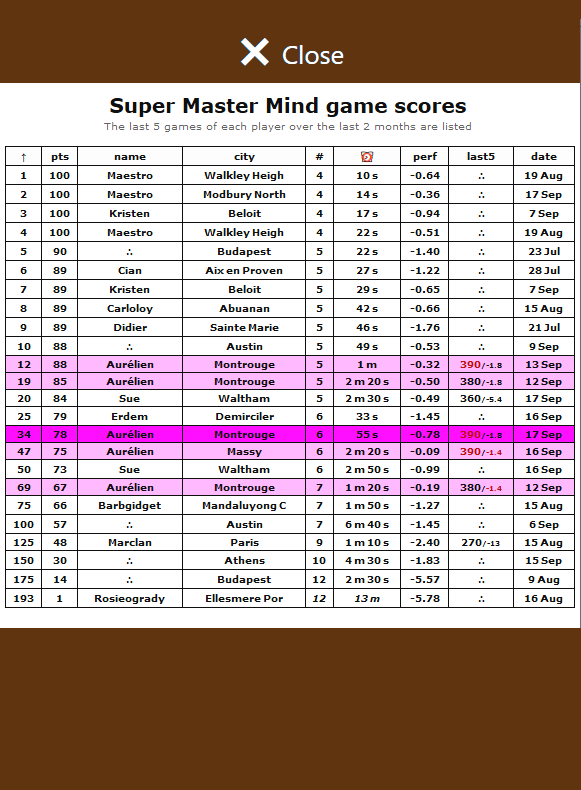 ✕ Close
Super Master Mind game scores
The last 5 games of each player over the last 2 months are listed
↑ pts name city # ⏰ perf last5 date
1 100 Maestro Walkley Heigh 4 10 s -0.64 ∴ 19 Aug
2 100 Maestro Modbury North 4 14 s -0.36 ∴ 17 Sep
3 100 Kristen Beloit 4 17 s -0.94 ∴ 7 Sep
4 100 Maestro Walkley Heigh 4 22 s -0.51 ∴ 19 Aug
5 90 ∴ Budapest 5 22 s -1.40 ∴ 23 Jul
6 89 Cian Aix en Proven 5 27 s -1.22 ∴ 28 Jul
7 89 Kristen Beloit 5 29 s -0.65 ∴ 7 Sep
8 89 Carloloy Abuanan 5 42 s -0.66 ∴ 15 Aug
9 89 Didier Sainte Marie 5 46 s -1.76 ∴ 21 Jul
10 88 ∴ Austin 5 49 s -0.53 ∴ 9 Sep
12 88 Aurélien Montrouge 5 1 m -0.32 390/-1.8 13 Sep
19 85 Aurélien Montrouge 5 2 m 20 s -0.50 380/-1.8 12 Sep
20 84 Sue Waltham 5 2 m 30 s -0.49 360/-5.4 17 Sep
25 79 Erdem Demirciler 6 33 s -1.45 ∴ 16 Sep
34 78 Aurélien Montrouge 6 55 s -0.78 390/-1.8 17 Sep
47 75 Aurélien Massy 6 2 m 20 s -0.09 390/-1.4 16 Sep
50 73 Sue Waltham 6 2 m 50 s -0.99 ∴ 16 Sep
69 67 Aurélien Montrouge 7 1 m 20 s -0.19 380/-1.4 12 Sep
75 66 Barbgidget Mandaluyong C 7 1 m 50 s -1.27 ∴ 15 Aug
100 57 ∴ Austin 7 6 m 40 s -1.45 ∴ 6 Sep
125 48 Marclan Paris 9 1 m 10 s -2.40 270/-13 15 Aug
150 30 ∴ Athens 10 4 m 30 s -1.83 ∴ 15 Sep
175 14 ∴ Budapest 12 2 m 30 s -5.57 ∴ 9 Aug
193 1 Rosieogrady Ellesmere Por 12 13 m -5.78 ∴ 16 Aug